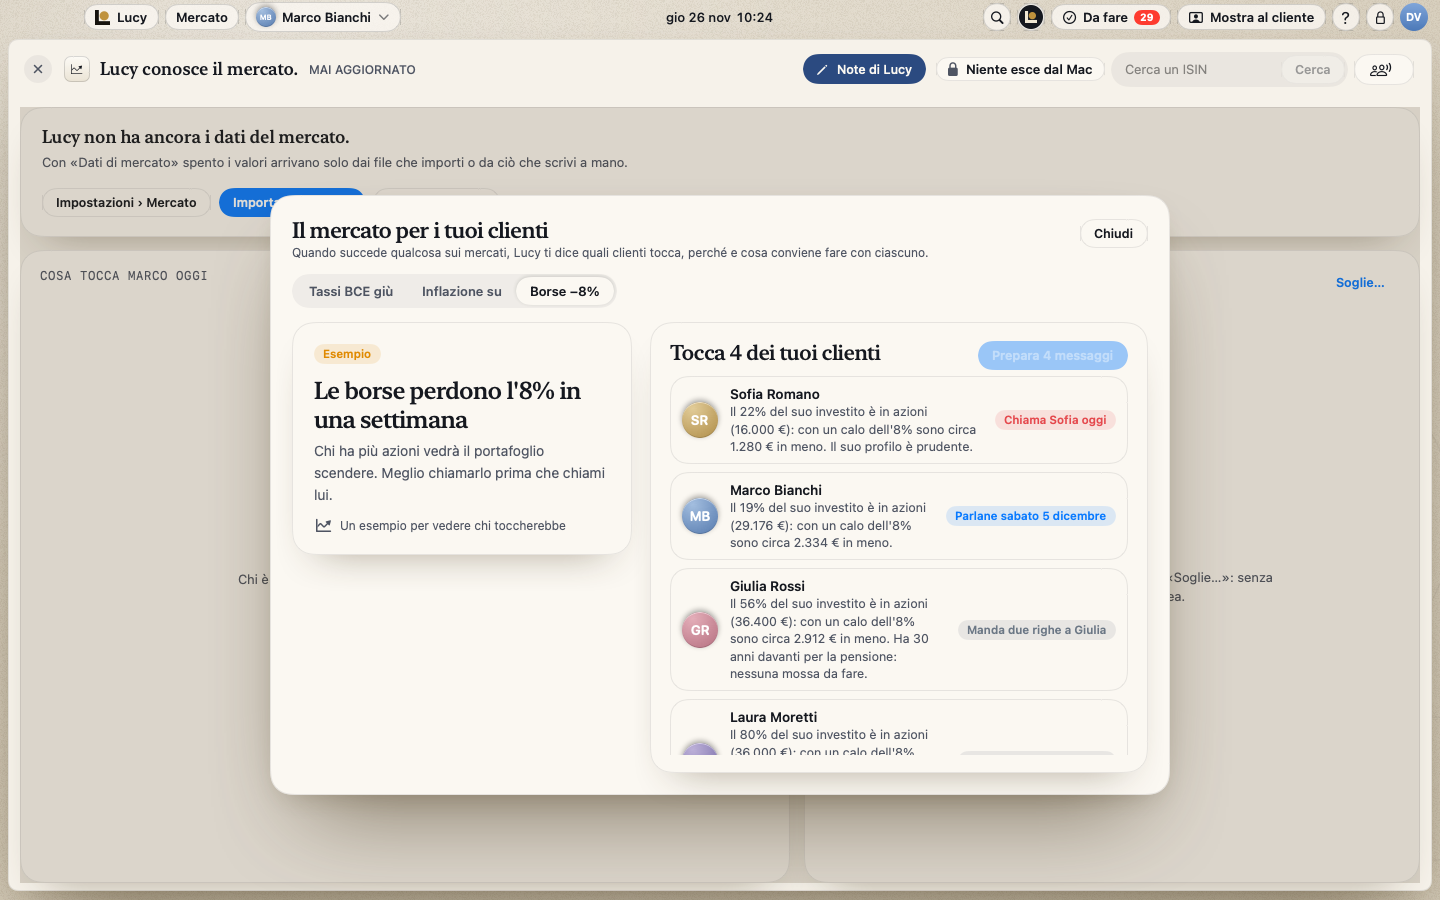 Lucy
Mercato
MB Marco Bianchi
gio 26 nov 10:24
Da fare 29
Mostra al cliente
?
DV
Lucy conosce il mercato. MAI AGGIORNATO
Note di Lucy
Niente esce dal Mac
Cerca un ISIN
Cerca
Lucy non ha ancora i dati del mercato.
Con «Dati di mercato» spento i valori arrivano solo dai file che importi o da ciò che scrivi a mano.
Impostazioni › Mercato
COSA TOCCA MARCO OGGI
Soglie...
Chi è
«Soglie...»: senza
Il mercato per i tuoi clienti
Chiudi
Quando succede qualcosa sui mercati, Lucy ti dice quali clienti tocca, perché e cosa conviene fare con ciascuno.
Tassi BCE giù
Inflazione su
Borse −8%
Esempio
Le borse perdono l'8% in
una settimana
Chi ha più azioni vedrà il portafoglio
scendere. Meglio chiamarlo prima che chiami
lui.
Un esempio per vedere chi toccherebbe
Tocca 4 dei tuoi clienti
Prepara 4 messaggi
SR
Sofia Romano
Il 22% del suo investito è in azioni
(16.000 €): con un calo dell'8% sono circa
1.280 € in meno. Il suo profilo è prudente.
Chiama Sofia oggi
MB
Marco Bianchi
Il 19% del suo investito è in azioni
(29.176 €): con un calo dell'8%
sono circa 2.334 € in meno.
Parlane sabato 5 dicembre
GR
Giulia Rossi
Il 56% del suo investito è in azioni
(36.400 €): con un calo dell'8%
sono circa 2.912 € in meno. Ha 30
anni davanti per la pensione:
nessuna mossa da fare.
Manda due righe a Giulia
Laura Moretti
Il 80% del suo investito è in azioni
(36.000 €): con un calo dell'8%